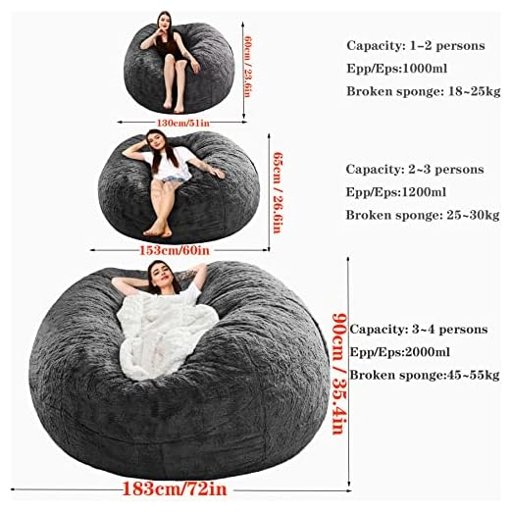 60cm / 23.6in
130cm/51in
Capacity: 1~2 persons
Epp/Eps:1000ml
Broken sponge: 18~25kg
65cm / 26.6in
153cm/60in
Capacity: 2~3 persons
Epp/Eps:1200ml
Broken sponge: 25~30kg
90cm / 35.4in
183cm/72in
Capacity: 3~4 persons
Epp/Eps:2000ml
Broken sponge:45~55kg